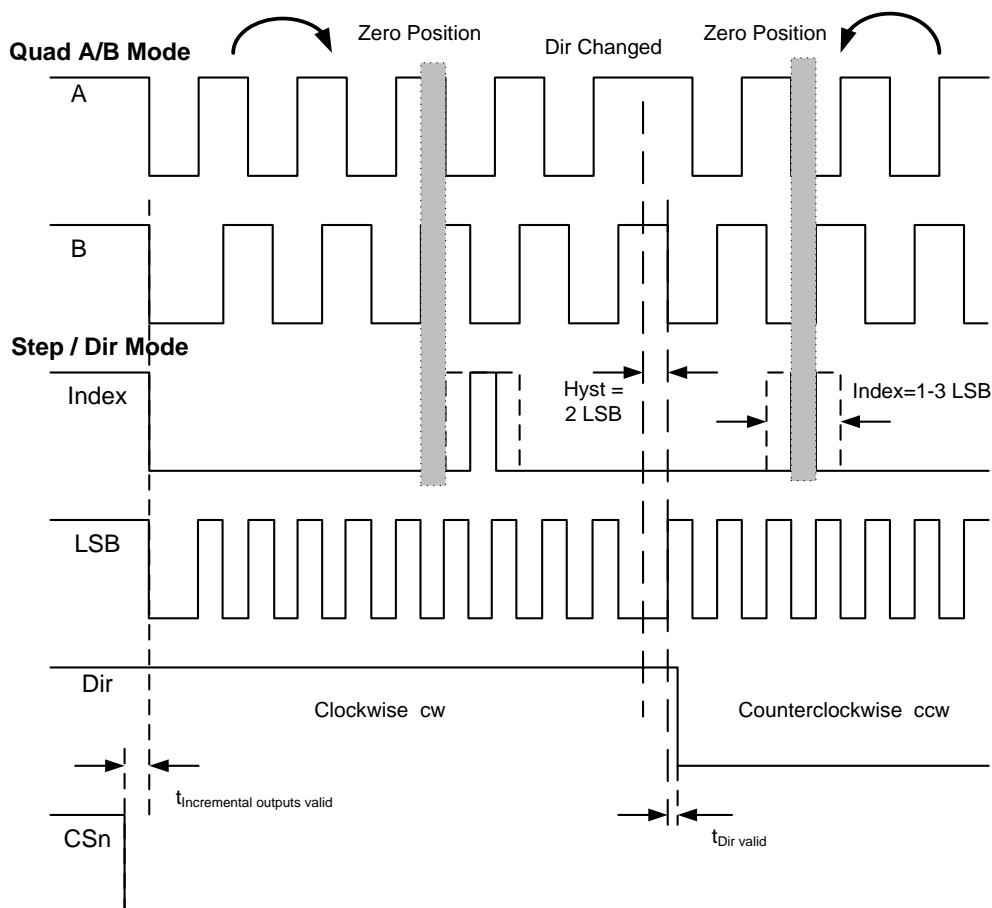 Zero Position
Dir Changed
Zero Position
Quad A/B Mode
A
B
Step / Dir Mode
Index
Hyst =
2 LSB
Index=1-3 LSB
LSB
Dir
Clockwise cw
Counterclockwise ccw
tIncremental outputs valid
tDir valid
CSn